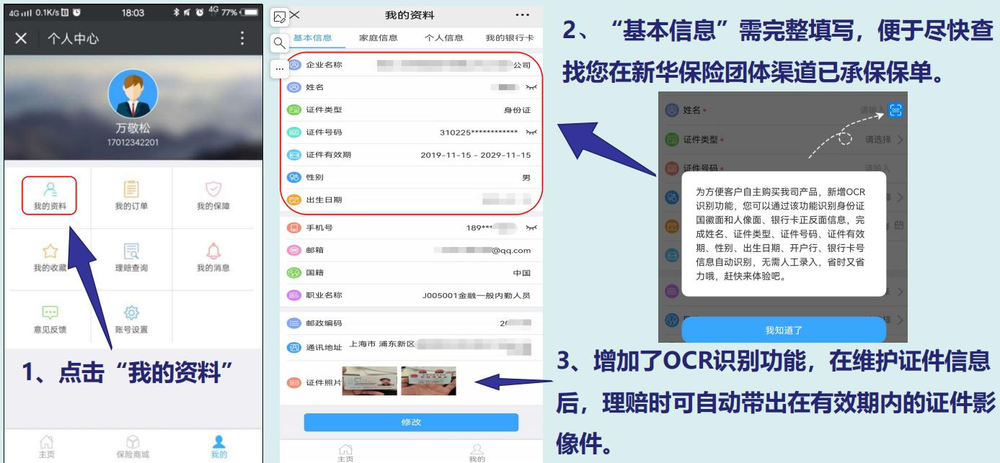 4G 0.1K/s 18:03 4G 77%
个人中心
万敬松
17012342201
我的资料 我的订单 我的保障
我的收藏 理赔查询 我的消息
意见反馈 账号设置
1、点击“我的资料”
主页 保险商城 我的
我的资料
基本信息 家庭信息 个人信息 我的银行卡
企业名称 公司
姓名
证件类型 身份证
证件号码 310225************
证件有效期 2019-11-15 - 2029-11-15
性别 男
出生日期
手机号 189***
邮箱 @qq.com
国籍 中国
职业名称 J005001金融一般内勤人员
邮政编码 2
通讯地址 上海市 浦东新区
证件照片
修改
主页 我的
2、“基本信息”需完整填写，便于尽快查
找您在新华保险团体渠道已承保保单。
姓名* 请输入
证件类型* 请选择
证件号码* 请输入
为方便客户自主购买我司产品，新增OCR
识别功能，您可以通过该功能识别身份证
国徽面和人像面、银行卡正反面信息，完
成姓名、证件类型、证件号码、证件有效
期、性别、出生日期、开户行、银行卡号
信息自动识别，无需人工录入，省时又省
力哦，赶快来体验吧。
我知道了
3、增加了OCR识别功能，在维护证件信息
后，理赔时可自动带出在有效期内的证件影
像件。